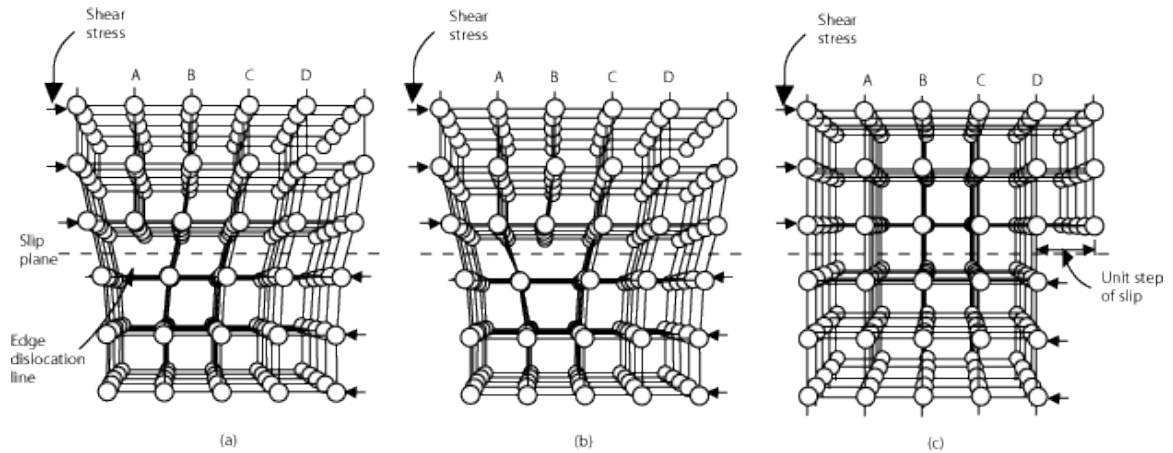 Shear
stress
A B C D
Slip
plane
Edge
dislocation
line
(a)
Shear
stress
A B C D
(b)
Shear
stress
A B C D
Unit step
of slip
(c)